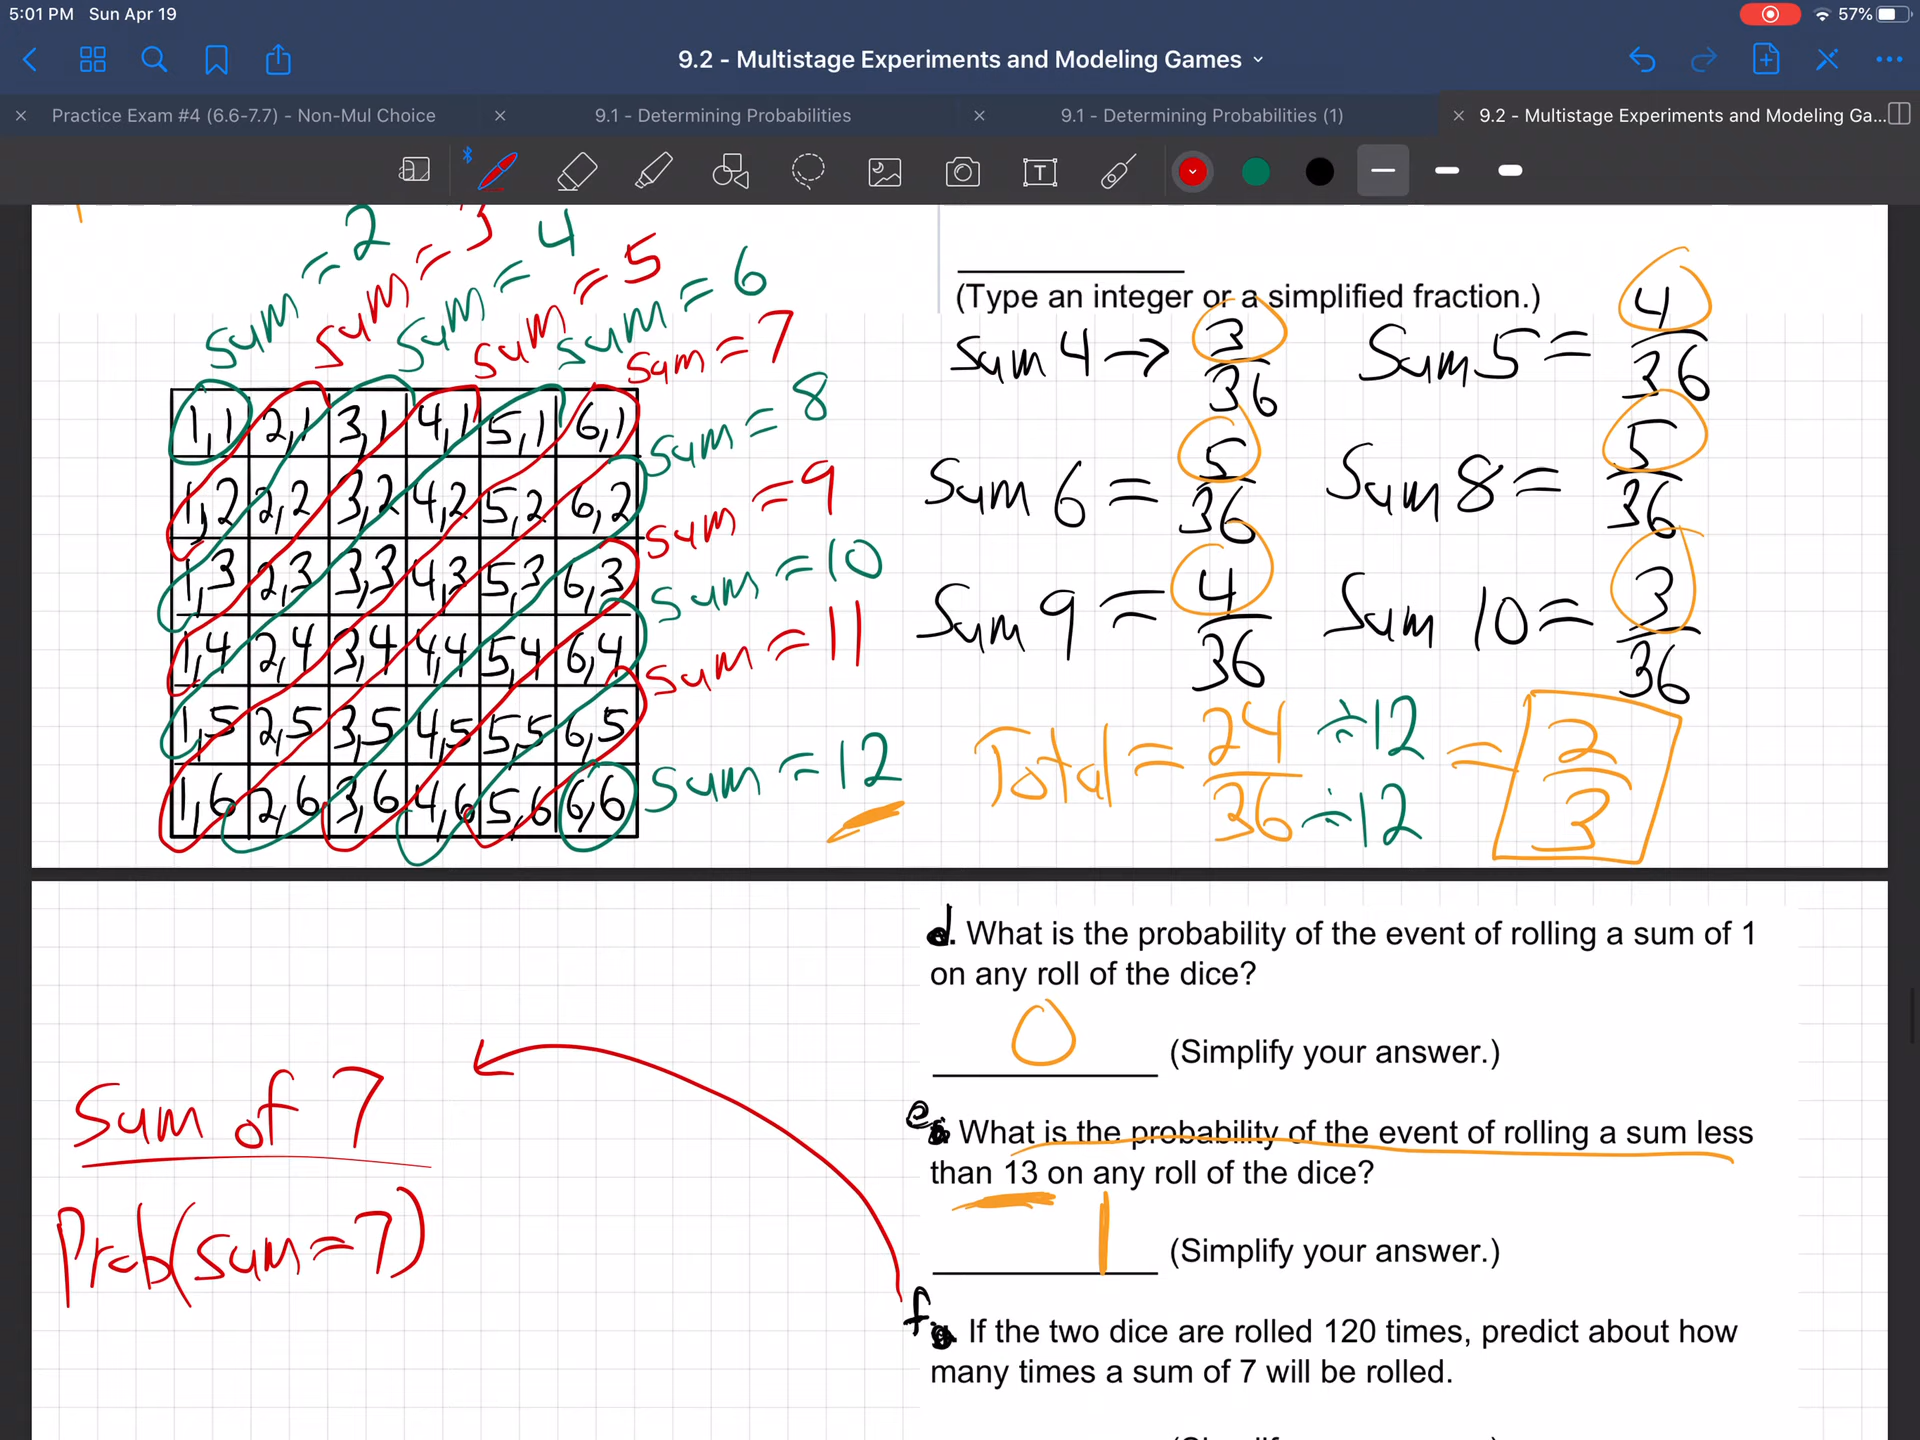 5:01 PM Sun Apr 19
57%
9.2 - Multistage Experiments and Modeling Games
Practice Exam #4 (6.6-7.7) - Non-Mul Choice
9.1 - Determining Probabilities
9.1 - Determining Probabilities (1)
9.2 - Multistage Experiments and Modeling Ga...
T
sum = 2
sum = 3
sum = 4
sum = 5
sum = 6
sum = 7
sum = 8
sum = 9
sum = 10
sum = 11
sum = 12
1,1 2,1 3,1 4,1 5,1 6,1
1,2 2,2 3,2 4,2 5,2 6,2
1,3 2,3 3,3 4,3 5,3 6,3
1,4 2,4 3,4 4,4 5,4 6,4
1,5 2,5 3,5 4,5 5,5 6,5
1,6 2,6 3,6 4,6 5,6 6,6
(Type an integer or a simplified fraction.)
Sum 4 → 3/36 Sum 5 = 4/36
Sum 6 = 5/36 Sum 8 = 5/36
Sum 9 = 4/36 Sum 10 = 3/36
Total = 24/36 ÷12/÷12 = 2/3
d. What is the probability of the event of rolling a sum of 1
on any roll of the dice?
0 (Simplify your answer.)
e. What is the probability of the event of rolling a sum less
than 13 on any roll of the dice?
1 (Simplify your answer.)
f. If the two dice are rolled 120 times, predict about how
many times a sum of 7 will be rolled.
Sum of 7
Prob(sum=7)